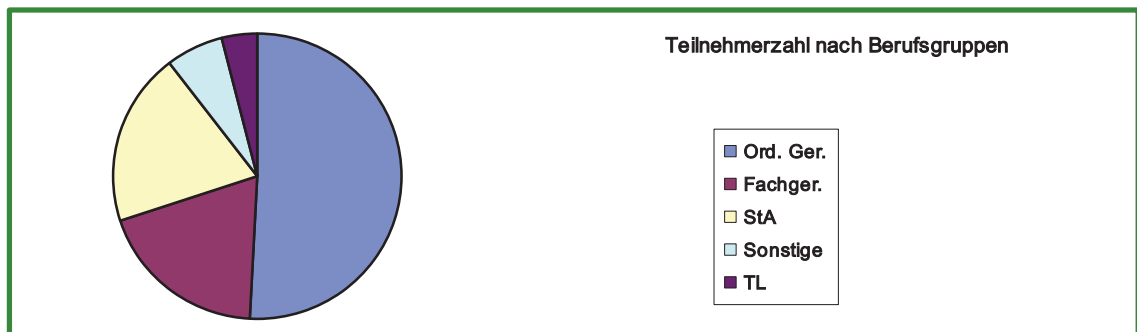 Teilnehmerzahl nach Berufsgruppen
Ord. Ger.
Fachger.
StA
Sonstige
TL